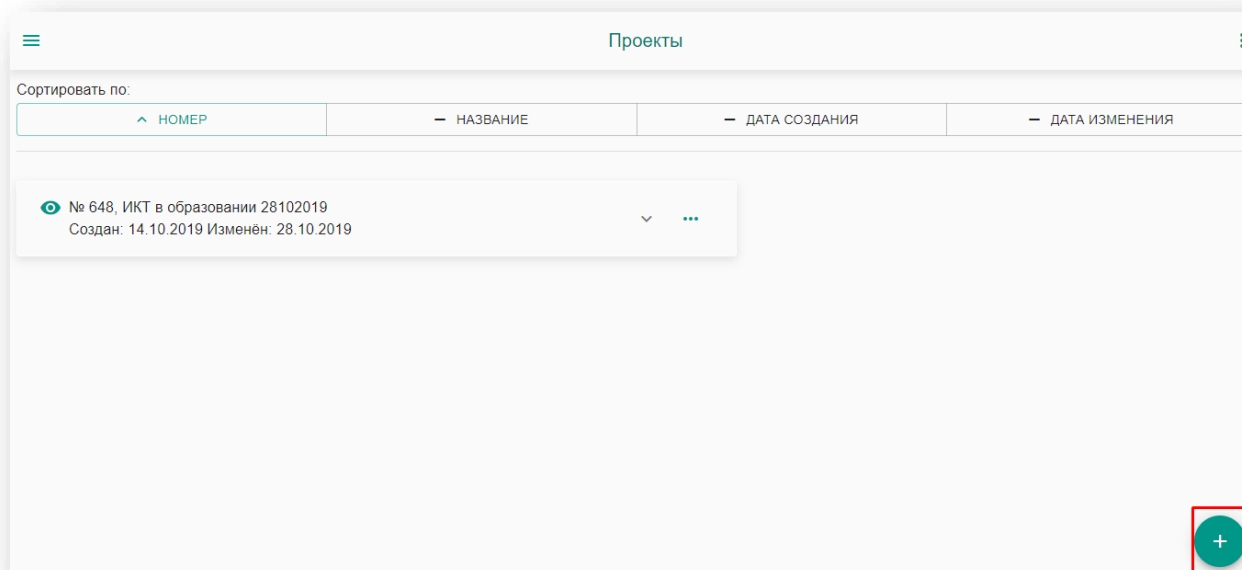 Проекты
Сортировать по:
НОМЕР
НАЗВАНИЕ
ДАТА СОЗДАНИЯ
ДАТА ИЗМЕНЕНИЯ
№ 648, ИКТ в образовании 28102019
Создан: 14.10.2019 Изменён: 28.10.2019